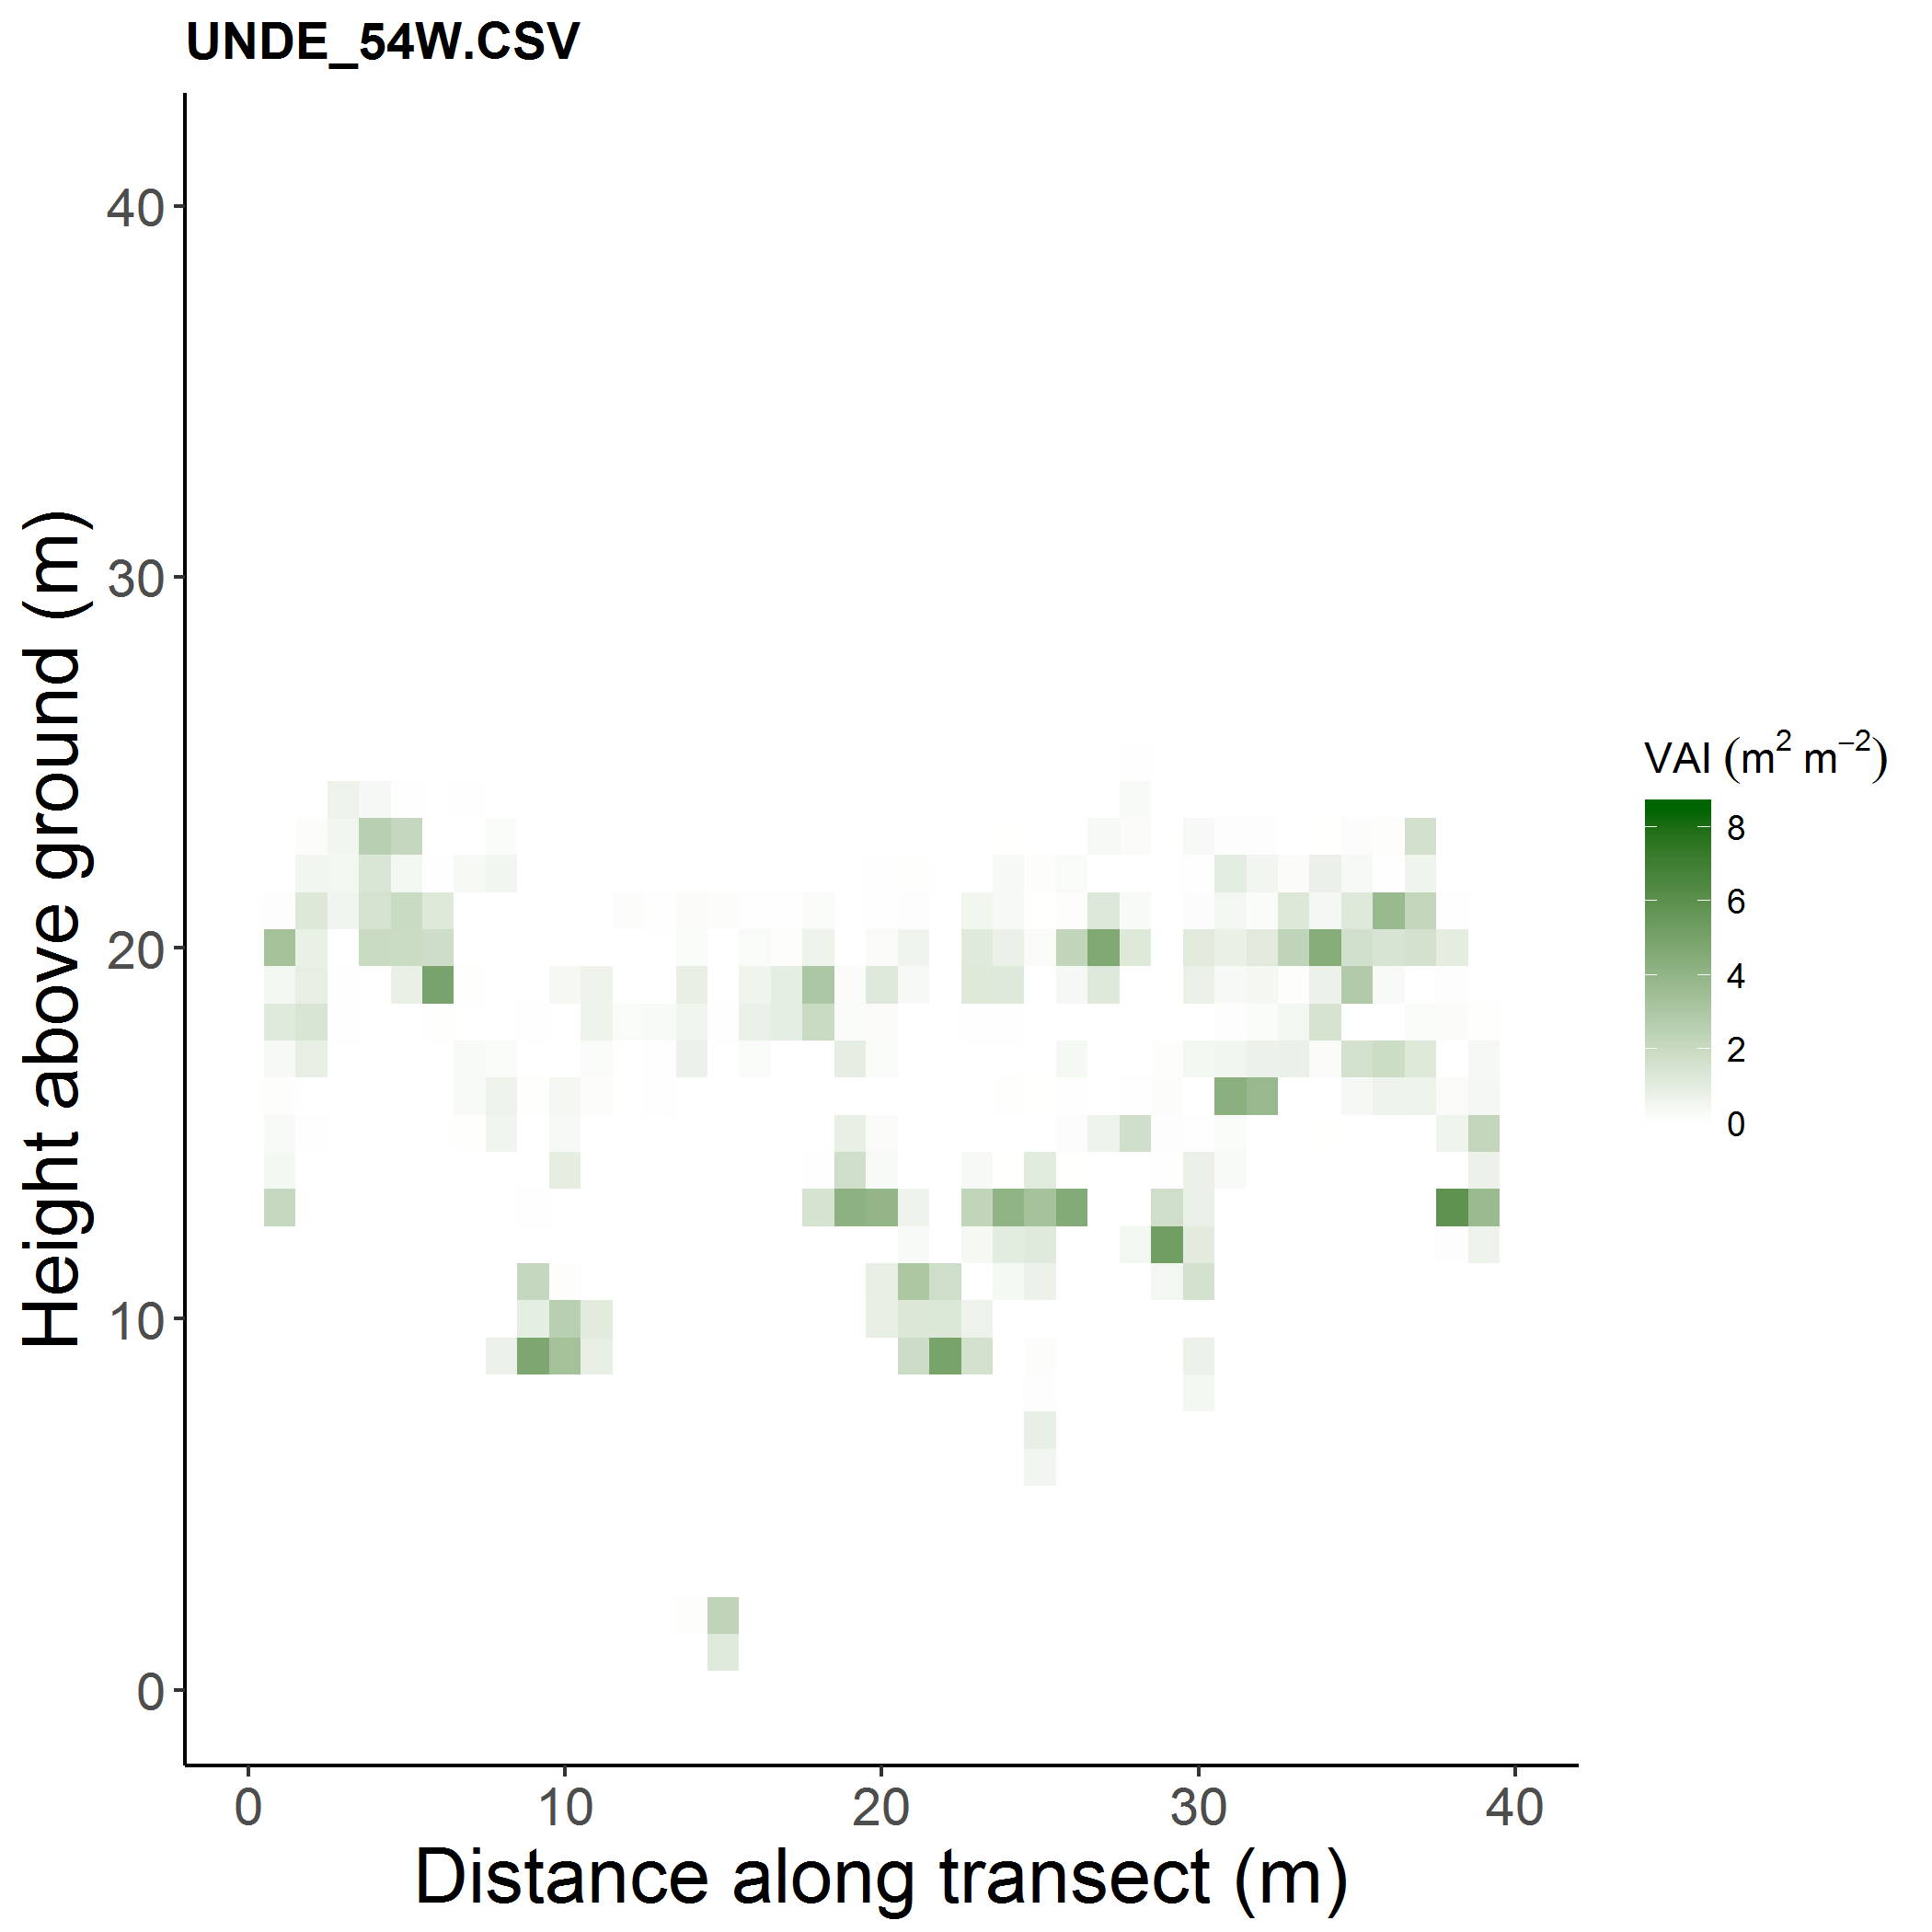 UNDE_54W.CSV
40
30
20
10
0
Height above ground (m)
0 10 20 30 40
Distance along transect (m)
VAI (m² m⁻²)
8
6
4
2
0